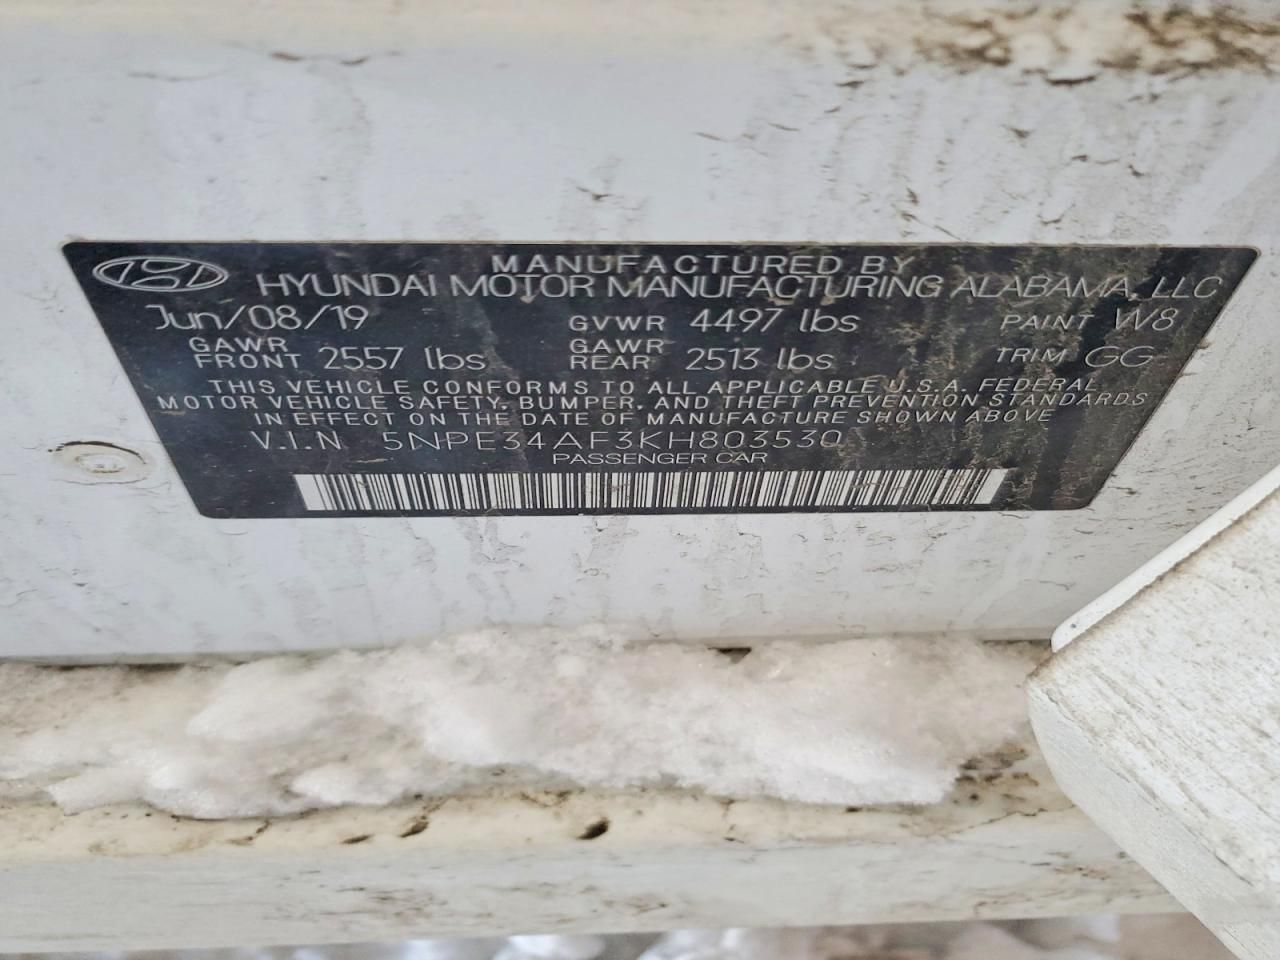 MANUFACTURED BY
HYUNDAI MOTOR MANUFACTURING ALABAMA, LLC
Jun/08/19 GVWR 4497 lbs PAINT W8
GAWR FRONT 2557 lbs GAWR REAR 2513 lbs TRIM GG
THIS VEHICLE CONFORMS TO ALL APPLICABLE U.S.A. FEDERAL
MOTOR VEHICLE SAFETY, BUMPER, AND THEFT PREVENTION STANDARDS
IN EFFECT ON THE DATE OF MANUFACTURE SHOWN ABOVE
V.I.N 5NPE34AF3KH803530
PASSENGER CAR